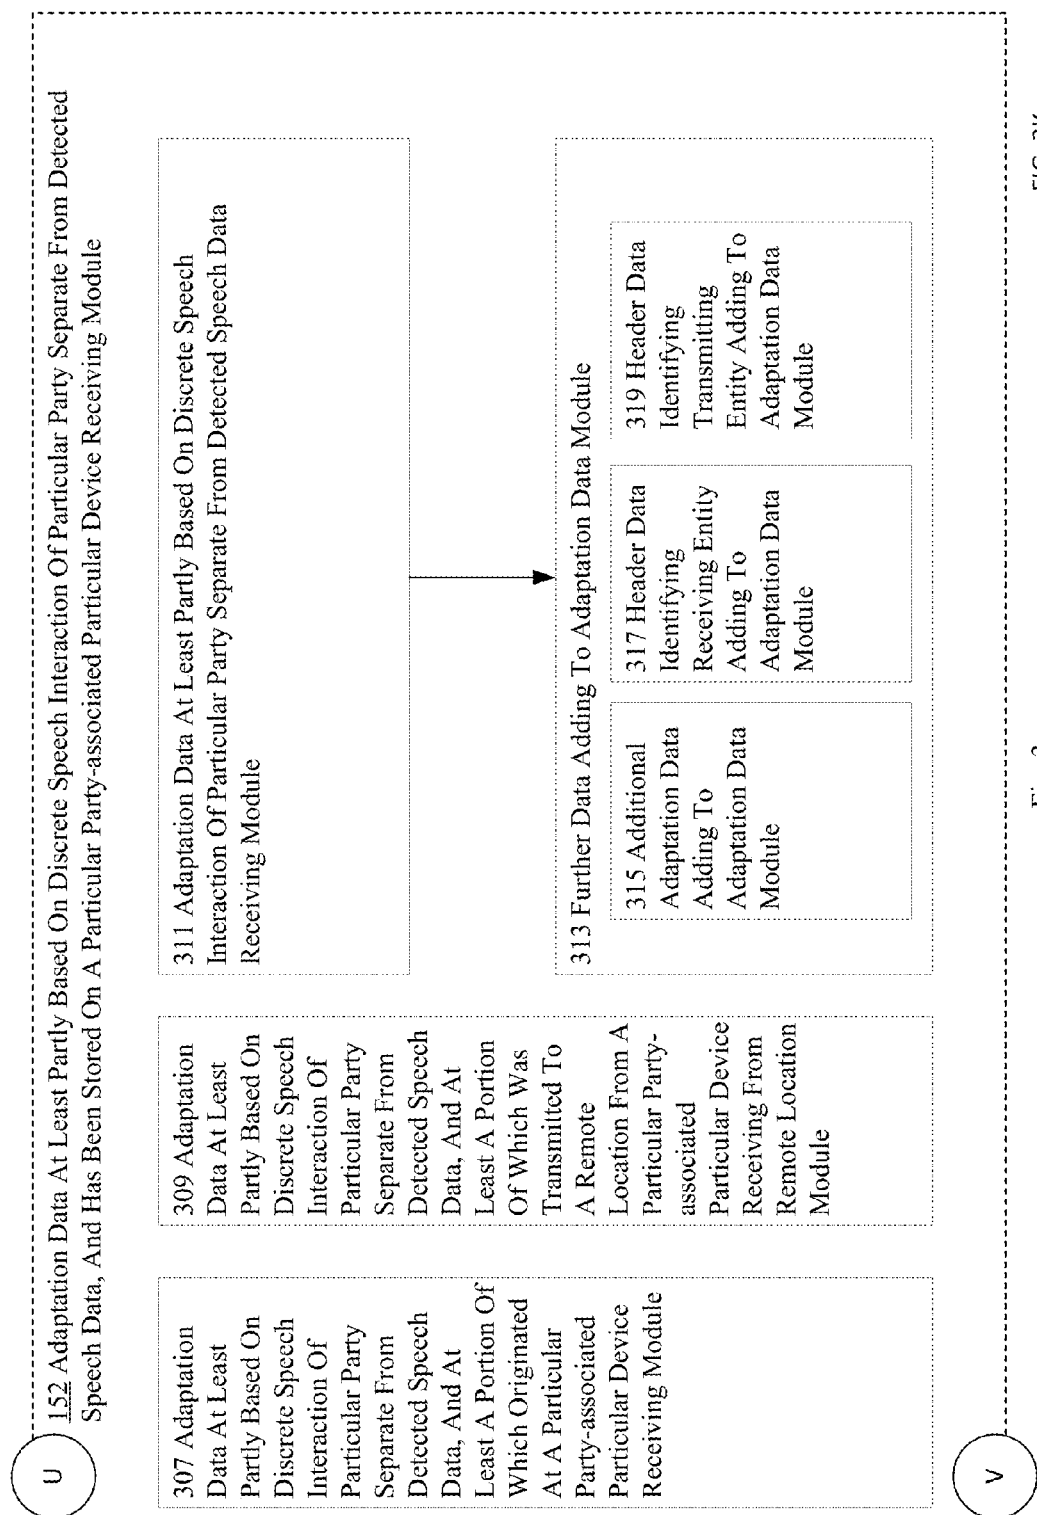 U
152 Adaptation Data At Least Partly Based On Discrete Speech Interaction Of Particular Party Separate From Detected
Speech Data, And Has Been Stored On A Particular Party-associated Particular Device Receiving Module
307 Adaptation
Data At Least
Partly Based On
Discrete Speech
Interaction Of
Particular Party
Separate From
Detected Speech
Data, And At
Least A Portion Of
Which Originated
At A Particular
Party-associated
Particular Device
Receiving Module
309 Adaptation
Data At Least
Partly Based On
Discrete Speech
Interaction Of
Particular Party
Separate From
Detected Speech
Data, And At
Least A Portion
Of Which Was
Transmitted To
A Remote
Location From A
Particular Party-
associated
Particular Device
Receiving From
Remote Location
Module
311 Adaptation Data At Least Partly Based On Discrete Speech
Interaction Of Particular Party Separate From Detected Speech Data
Receiving Module
313 Further Data Adding To Adaptation Data Module
315 Additional
Adaptation Data
Adding To
Adaptation Data
Module
317 Header Data
Identifying
Receiving Entity
Adding To
Adaptation Data
Module
319 Header Data
Identifying
Transmitting
Entity Adding To
Adaptation Data
Module
V